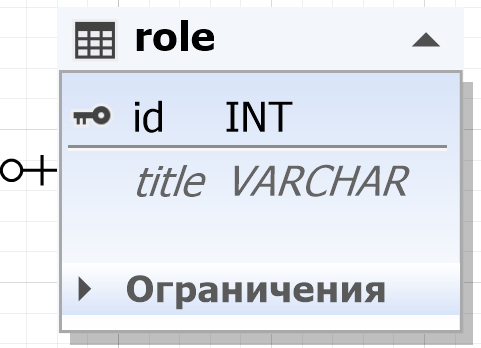 role
id INT
title VARCHAR
Ограничения